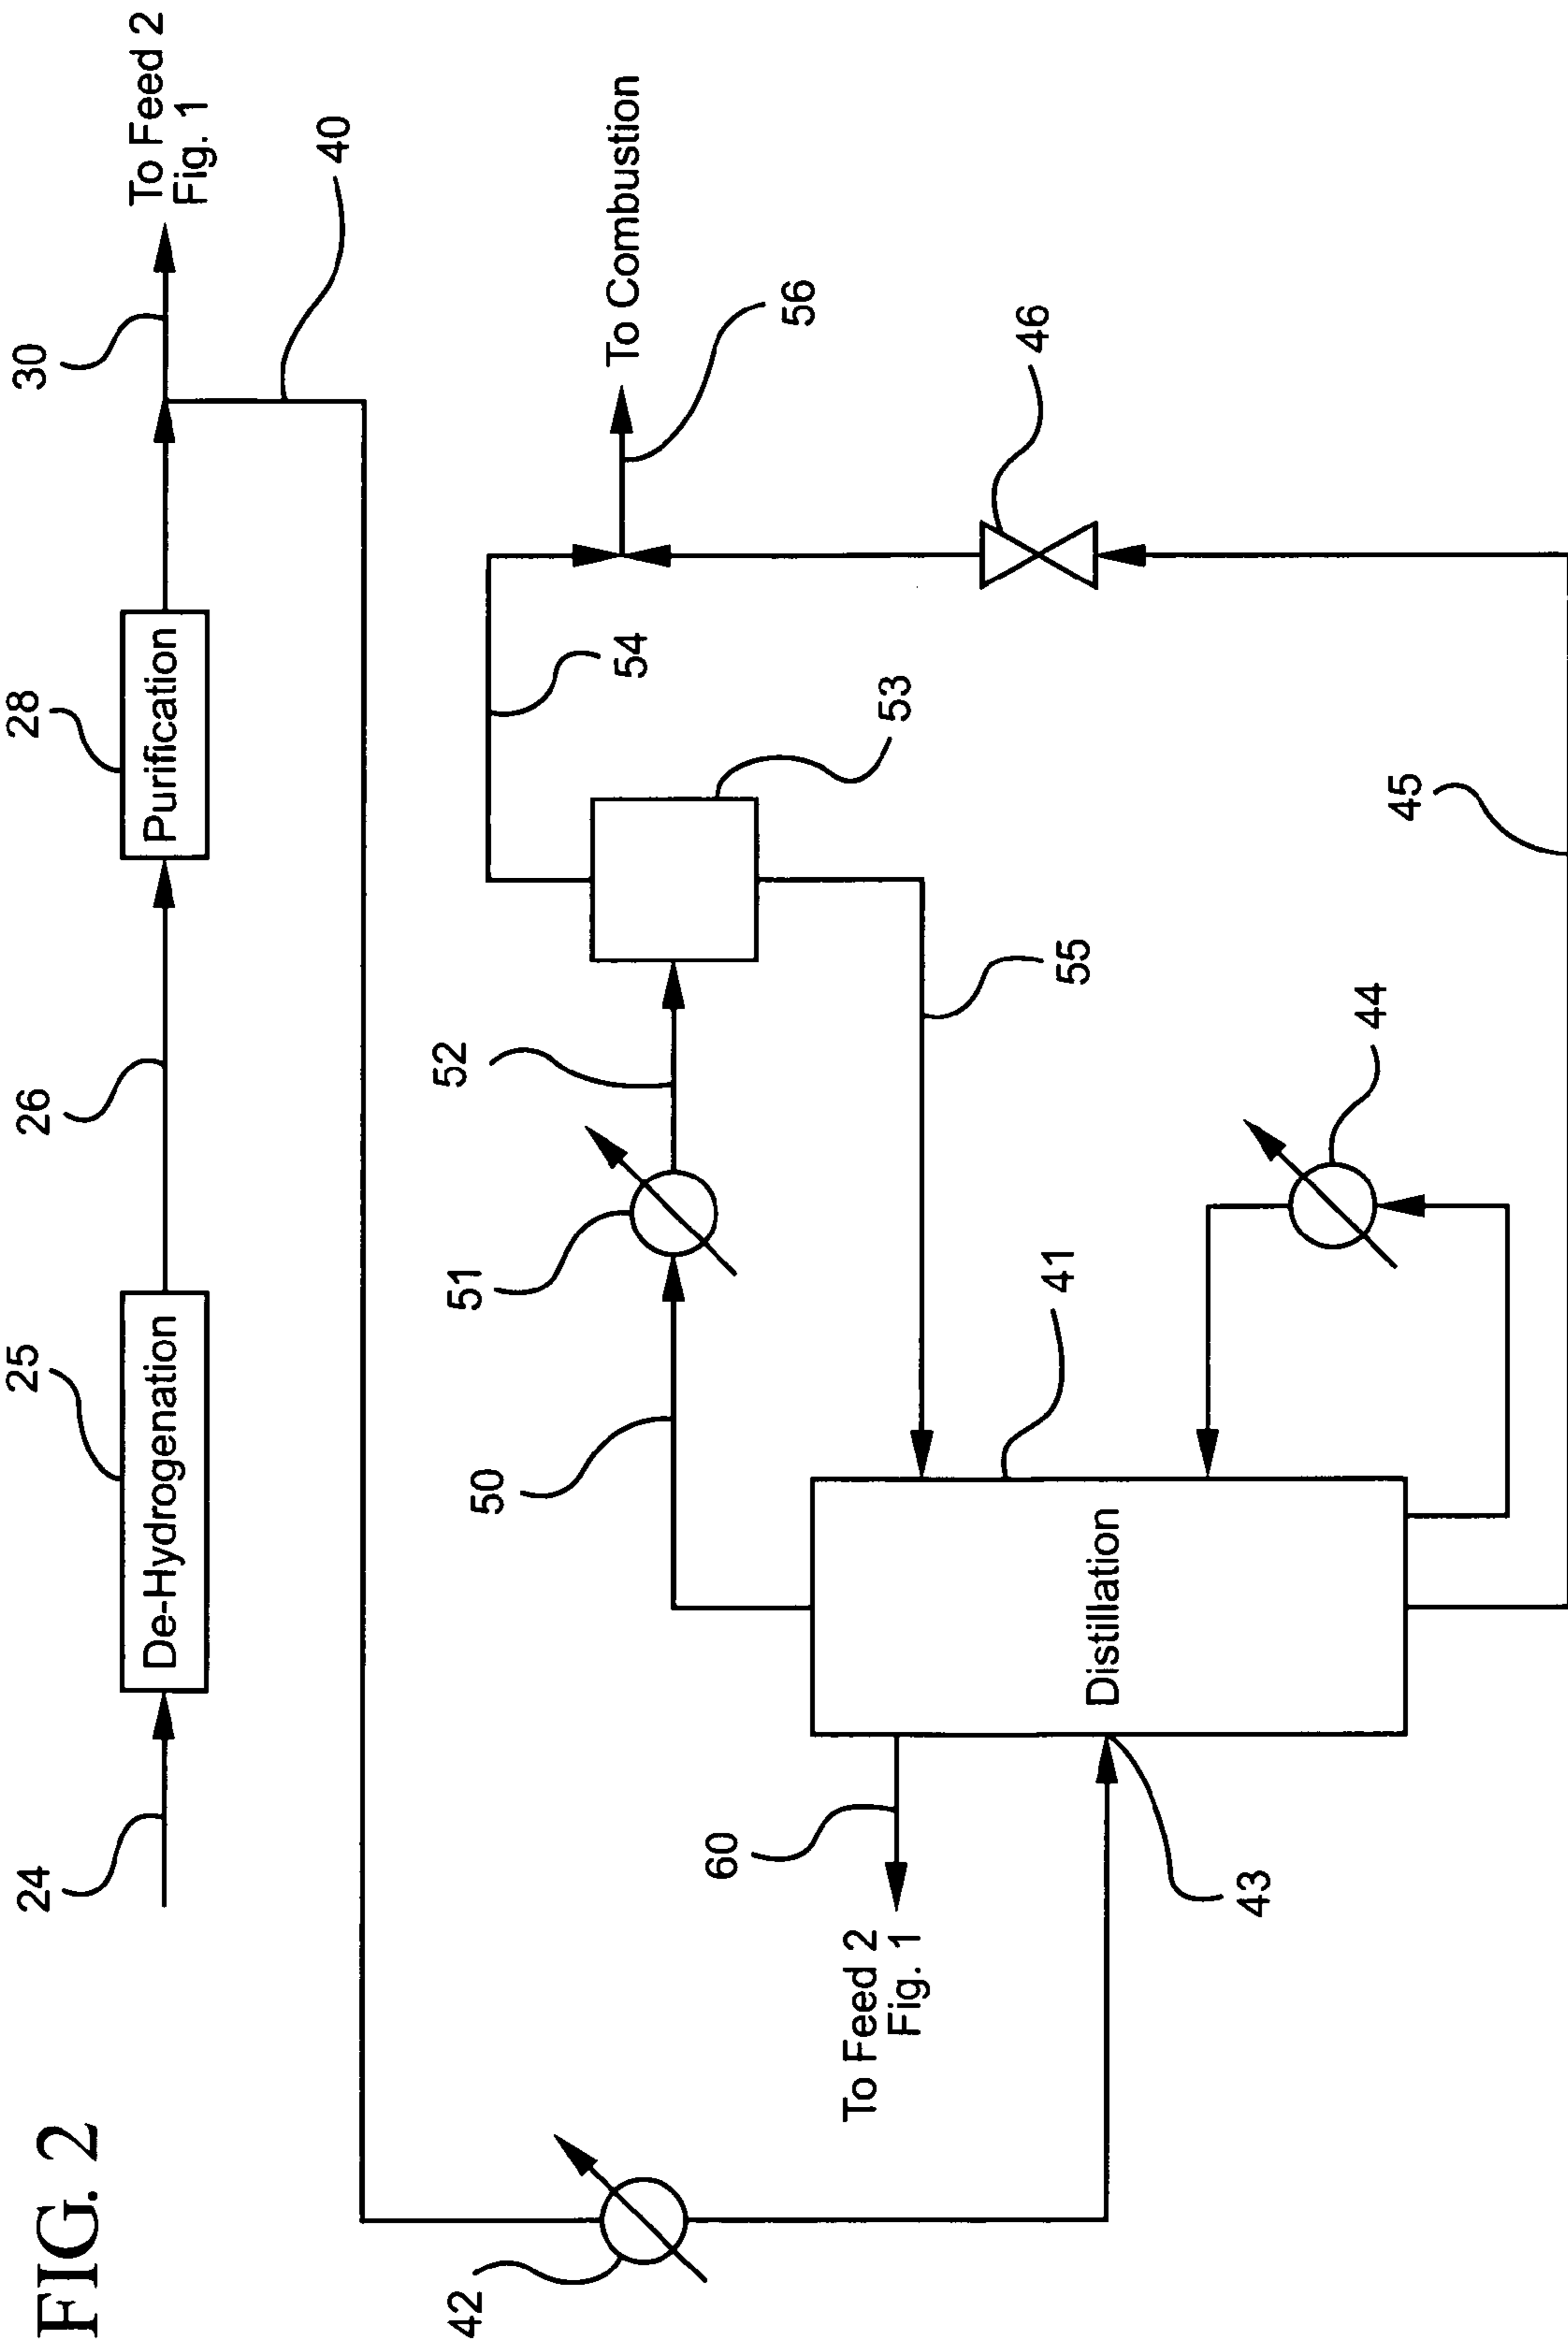 FIG. 2
24
25
De-Hydrogenation
26
28
Purification
30
To Feed 2
Fig. 1
40
42
43
60
To Feed 2
Fig. 1
Distillation
41
50
51
52
53
54
55
To Combustion
56
46
44
45